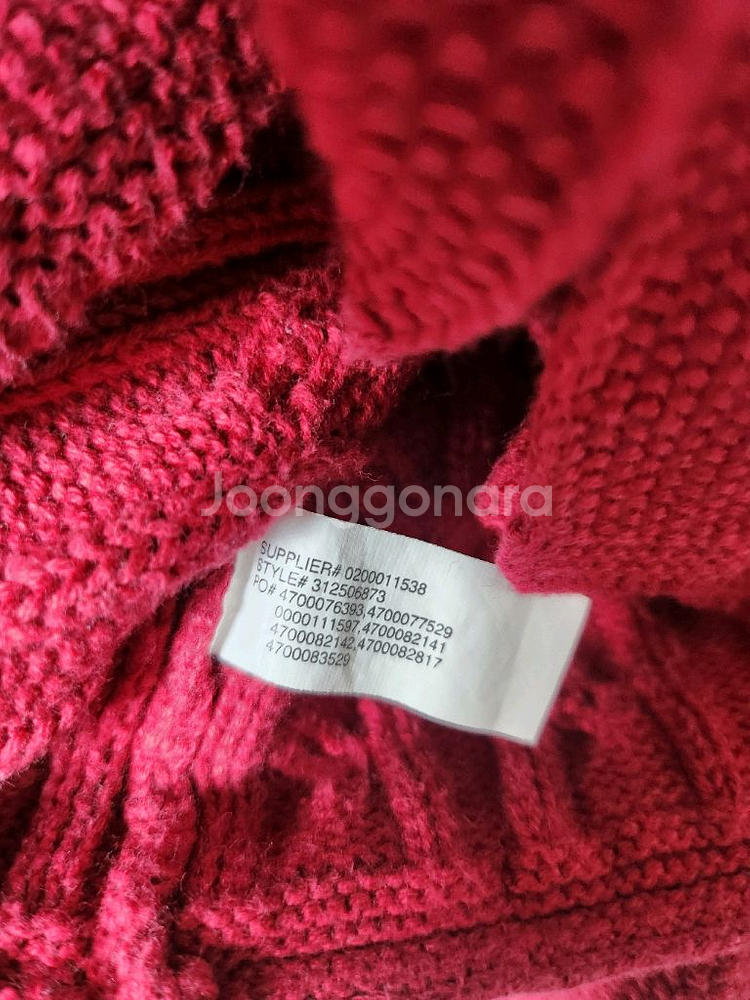 Joonggonara
SUPPLIER# 0200011538
STYLE# 312506873
PO# 4700076393,4700077529
0000111597,4700082141
4700082142,4700082817
4700083529